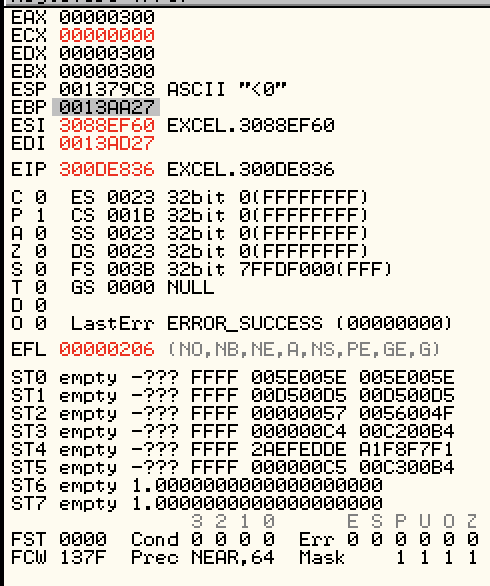 EAX 00000300
ECX 00000000
EDX 00000300
EBX 00000300
ESP 001379C8 ASCII "<0"
EBP 0013AA27
ESI 3088EF60 EXCEL.3088EF60
EDI 0013AD27
EIP 300DE836 EXCEL.300DE836
C 0 ES 0023 32bit 0(FFFFFFFF)
P 1 CS 001B 32bit 0(FFFFFFFF)
A 0 SS 0023 32bit 0(FFFFFFFF)
Z 0 DS 0023 32bit 0(FFFFFFFF)
S 0 FS 003B 32bit 7FFDF000(FFF)
T 0 GS 0000 NULL
D 0
O 0 LastErr ERROR_SUCCESS (00000000)
EFL 00000206 (NO,NB,NE,A,NS,PE,GE,G)
ST0 empty -??? FFFF 005E005E 005E005E
ST1 empty -??? FFFF 00D500D5 00D500D5
ST2 empty -??? FFFF 00000057 0056004F
ST3 empty -??? FFFF 000000C4 00C200B4
ST4 empty -??? FFFF 2AEFEDDE A1F8F7F1
ST5 empty -??? FFFF 000000C5 00C300B4
ST6 empty 1.0000000000000000000
ST7 empty 1.0000000000000000000
3 2 1 0 E S P U O Z
FST 0000 Cond 0 0 0 0 Err 0 0 0 0 0 0
FCW 137F Prec NEAR,64 Mask 1 1 1 1